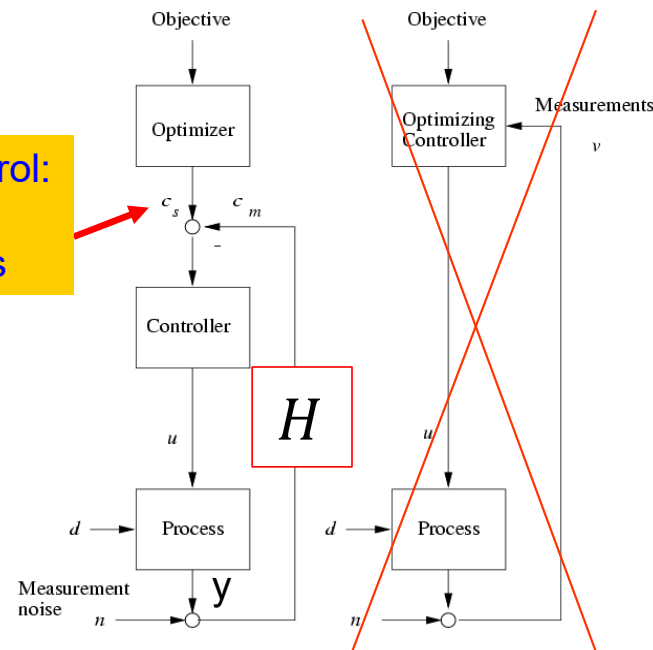 Objective
Optimizer
rol:
s
c s
c m
-
Controller
H
u
d
Process
y
Measurement
noise
n
Objective
Optimizing
Controller
Measurements
v
u
d
Process
n